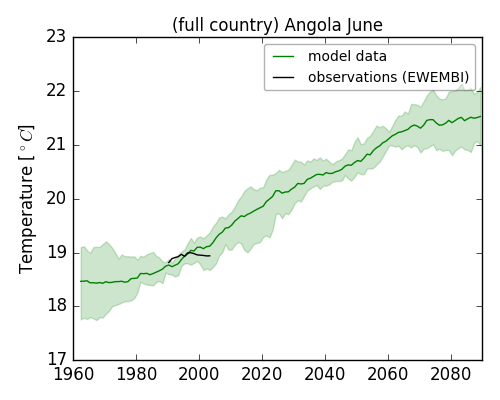 (full country) Angola June
model data
observations (EWEMBI)
Temperature [°C]
23
22
21
20
19
18
17
1960 1980 2000 2020 2040 2060 2080